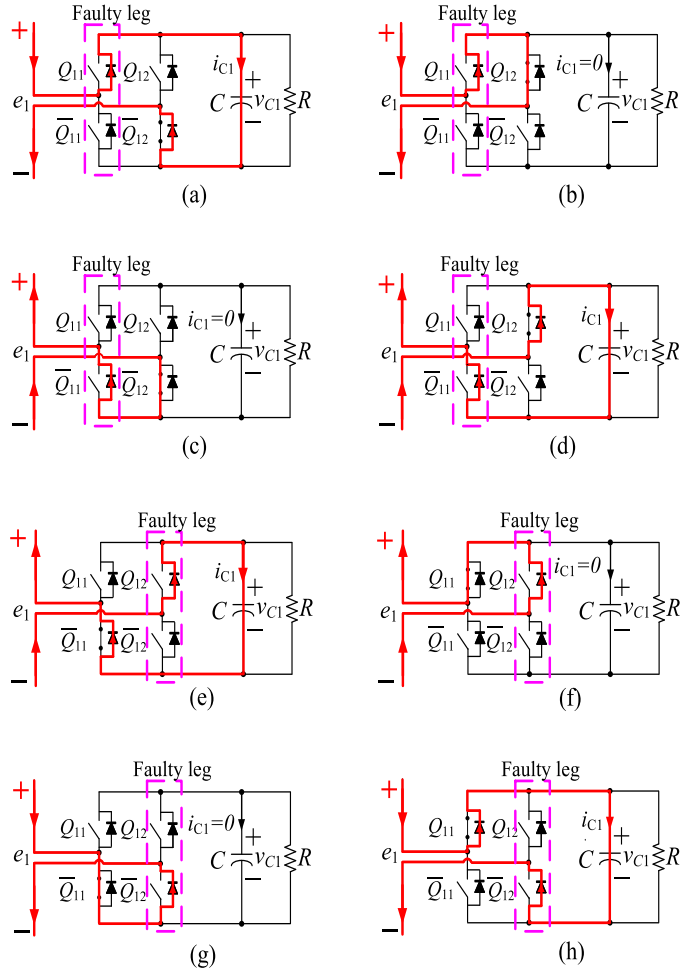 Faulty leg
Faulty leg
+
Q11
Q12
iC1
+
e1
C
vC1
R
Q̅11
Q̅12
−
−
(a)
+
Q11
Q12
iC1=0
+
e1
C
vC1
R
Q̅11
Q̅12
−
−
(b)
Faulty leg
Faulty leg
+
Q11
Q12
iC1=0
+
e1
C
vC1
R
Q̅11
Q̅12
−
−
(c)
+
Q11
Q12
iC1
+
e1
C
vC1
R
Q̅11
Q̅12
−
−
(d)
Faulty leg
Faulty leg
+
Q11
Q12
iC1
+
e1
C
vC1
R
Q̅11
Q̅12
−
−
(e)
+
Q11
Q12
iC1=0
+
e1
C
vC1
R
Q̅11
Q̅12
−
−
(f)
Faulty leg
Faulty leg
+
Q11
Q12
iC1=0
+
e1
C
vC1
R
Q̅11
Q̅12
−
−
(g)
+
Q11
Q12
iC1
+
e1
C
vC1
R
Q̅11
Q̅12
−
−
(h)